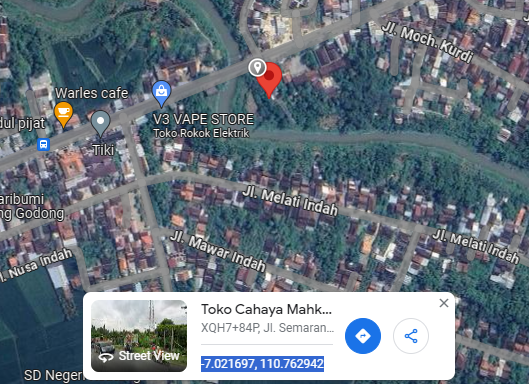 Jl. Moch. Kurdi
Warles cafe
V3 VAPE STORE
Toko Rokok Elektrik
dul pijat
Tiki
aribumi
ng Godong
Jl. Melati Indah
Jl. Melati Indah
Jl. Mawar Indah
Jl. Nusa Indah
Toko Cahaya Mahk...
XQH7+84P, Jl. Semaran...
Street View
-7.021697, 110.762942
SD Neger